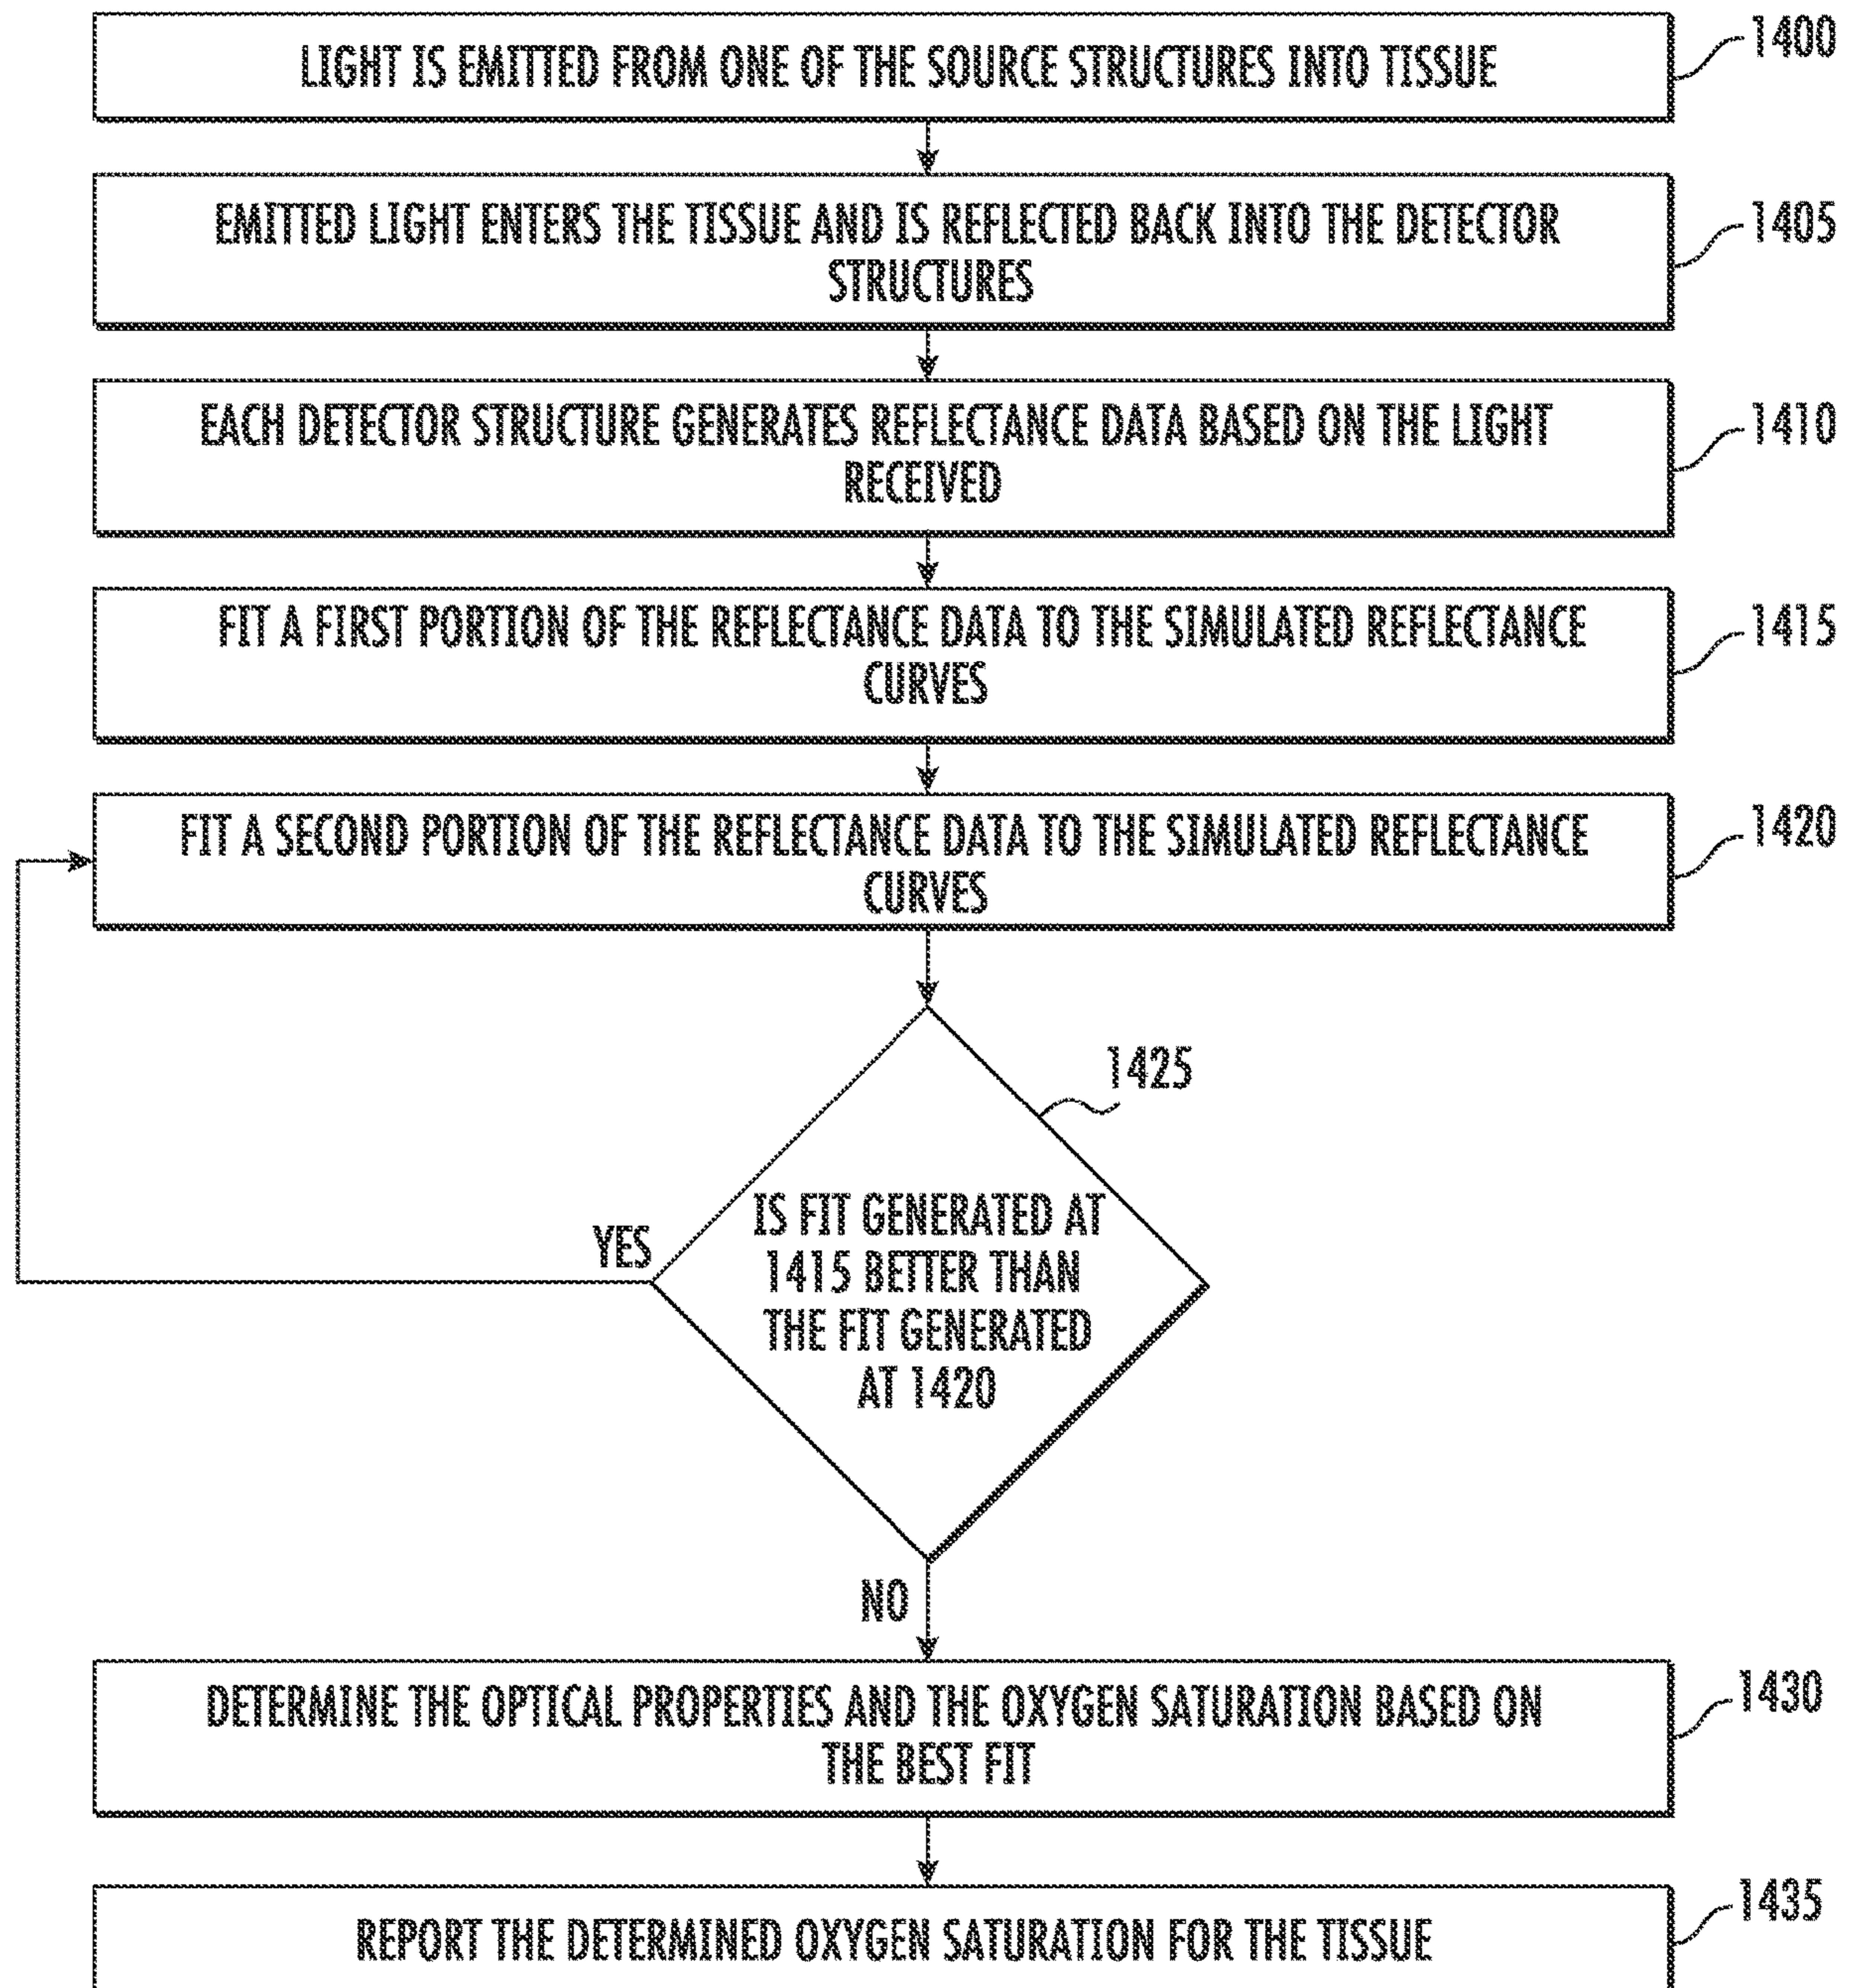 LIGHT IS EMITTED FROM ONE OF THE SOURCE STRUCTURES INTO TISSUE
1400
EMITTED LIGHT ENTERS THE TISSUE AND IS REFLECTED BACK INTO THE DETECTOR
STRUCTURES
1405
EACH DETECTOR STRUCTURE GENERATES REFLECTANCE DATA BASED ON THE LIGHT
RECEIVED
1410
FIT A FIRST PORTION OF THE REFLECTANCE DATA TO THE SIMULATED REFLECTANCE
CURVES
1415
FIT A SECOND PORTION OF THE REFLECTANCE DATA TO THE SIMULATED REFLECTANCE
CURVES
1420
1425
IS FIT GENERATED AT
1415 BETTER THAN
THE FIT GENERATED
AT 1420
YES
NO
DETERMINE THE OPTICAL PROPERTIES AND THE OXYGEN SATURATION BASED ON
THE BEST FIT
1430
REPORT THE DETERMINED OXYGEN SATURATION FOR THE TISSUE
1435